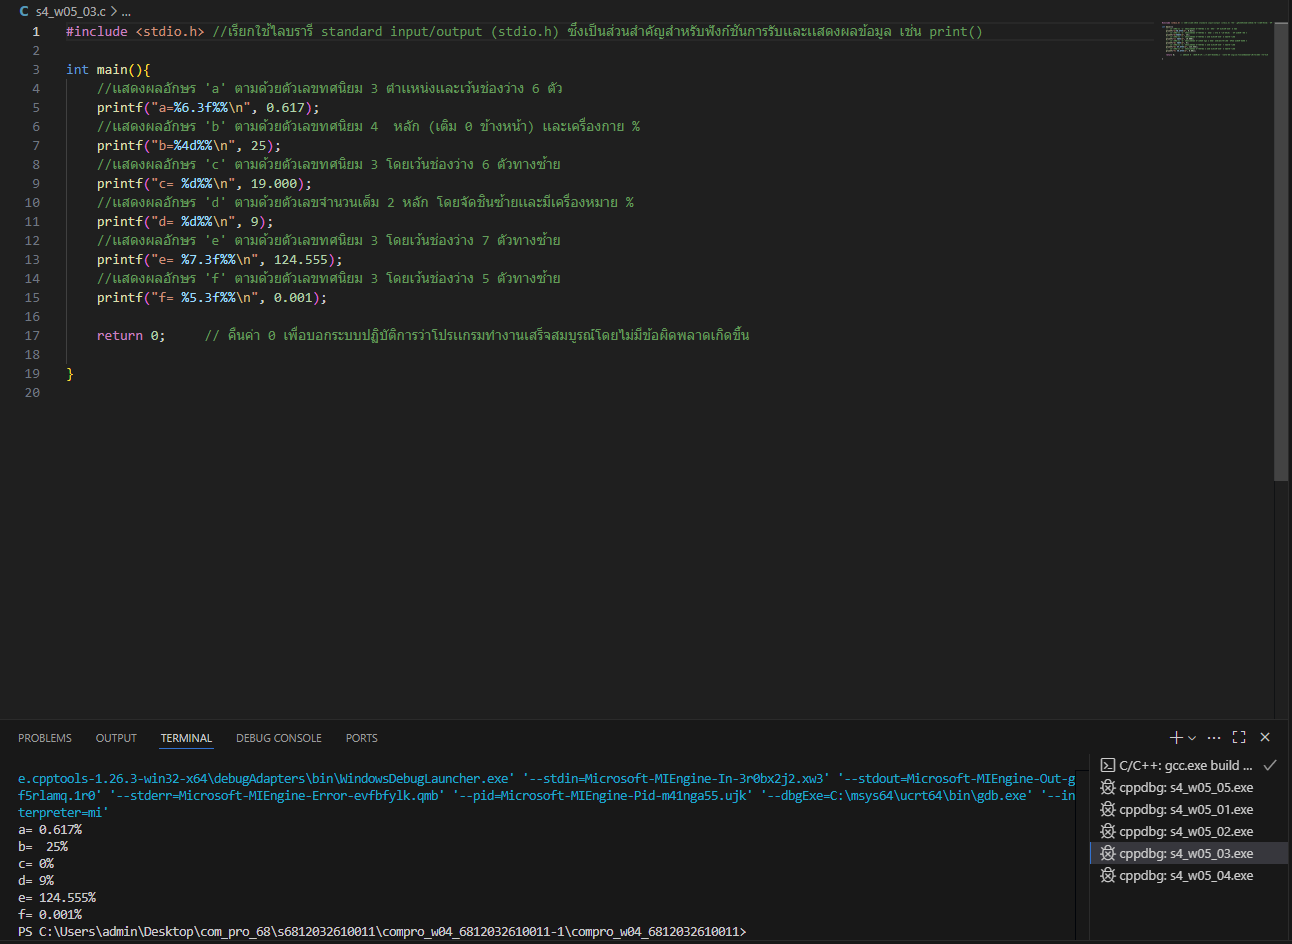 C s4_w05_03.c > ...
1 #include <stdio.h> //เรียกใช้ไลบรารี standard input/output (stdio.h) ซึ่งเป็นส่วนสำคัญสำหรับฟังก์ชันการรับและแสดงผลข้อมูล เช่น print()
2
3 int main(){
4 //แสดงผลอักษร 'a' ตามด้วยตัวเลขทศนิยม 3 ตำแหน่งและเว้นช่องว่าง 6 ตัว
5 printf("a=%6.3f%%\n", 0.617);
6 //แสดงผลอักษร 'b' ตามด้วยตัวเลขทศนิยม 4  หลัก (เติม 0 ข้างหน้า) และเครื่องกาย %
7 printf("b=%4d%%\n", 25);
8 //แสดงผลอักษร 'c' ตามด้วยตัวเลขทศนิยม 3 โดยเว้นช่องว่าง 6 ตัวทางซ้าย
9 printf("c= %d%%\n", 19.000);
10 //แสดงผลอักษร 'd' ตามด้วยตัวเลขจำนวนเต็ม 2 หลัก โดยจัดชินซ้ายและมีเครื่องหมาย %
11 printf("d= %d%%\n", 9);
12 //แสดงผลอักษร 'e' ตามด้วยตัวเลขทศนิยม 3 โดยเว้นช่องว่าง 7 ตัวทางซ้าย
13 printf("e= %7.3f%%\n", 124.555);
14 //แสดงผลอักษร 'f' ตามด้วยตัวเลขทศนิยม 3 โดยเว้นช่องว่าง 5 ตัวทางซ้าย
15 printf("f= %5.3f%%\n", 0.001);
16
17 return 0;     // คืนค่า 0 เพื่อบอกระบบปฏิบัติการว่าโปรแกรมทำงานเสร็จสมบูรณ์โดยไม่มีข้อผิดพลาดเกิดขึ้น
18
19 }
20
PROBLEMS OUTPUT TERMINAL DEBUG CONSOLE PORTS
e.cpptools-1.26.3-win32-x64\debugAdapters\bin\WindowsDebugLauncher.exe' '--stdin=Microsoft-MIEngine-In-3r0bx2j2.xw3' '--stdout=Microsoft-MIEngine-Out-g
f5rlamq.1r0' '--stderr=Microsoft-MIEngine-Error-evfbfylk.qmb' '--pid=Microsoft-MIEngine-Pid-m41nga55.ujk' '--dbgExe=C:\msys64\ucrt64\bin\gdb.exe' '--in
terpreter=mi'
a= 0.617%
b=  25%
c= 0%
d= 9%
e= 124.555%
f= 0.001%
PS C:\Users\admin\Desktop\com_pro_68\s6812032610011\compro_w04_6812032610011-1\compro_w04_6812032610011>
C/C++: gcc.exe build ...
cppdbg: s4_w05_05.exe
cppdbg: s4_w05_01.exe
cppdbg: s4_w05_02.exe
cppdbg: s4_w05_03.exe
cppdbg: s4_w05_04.exe